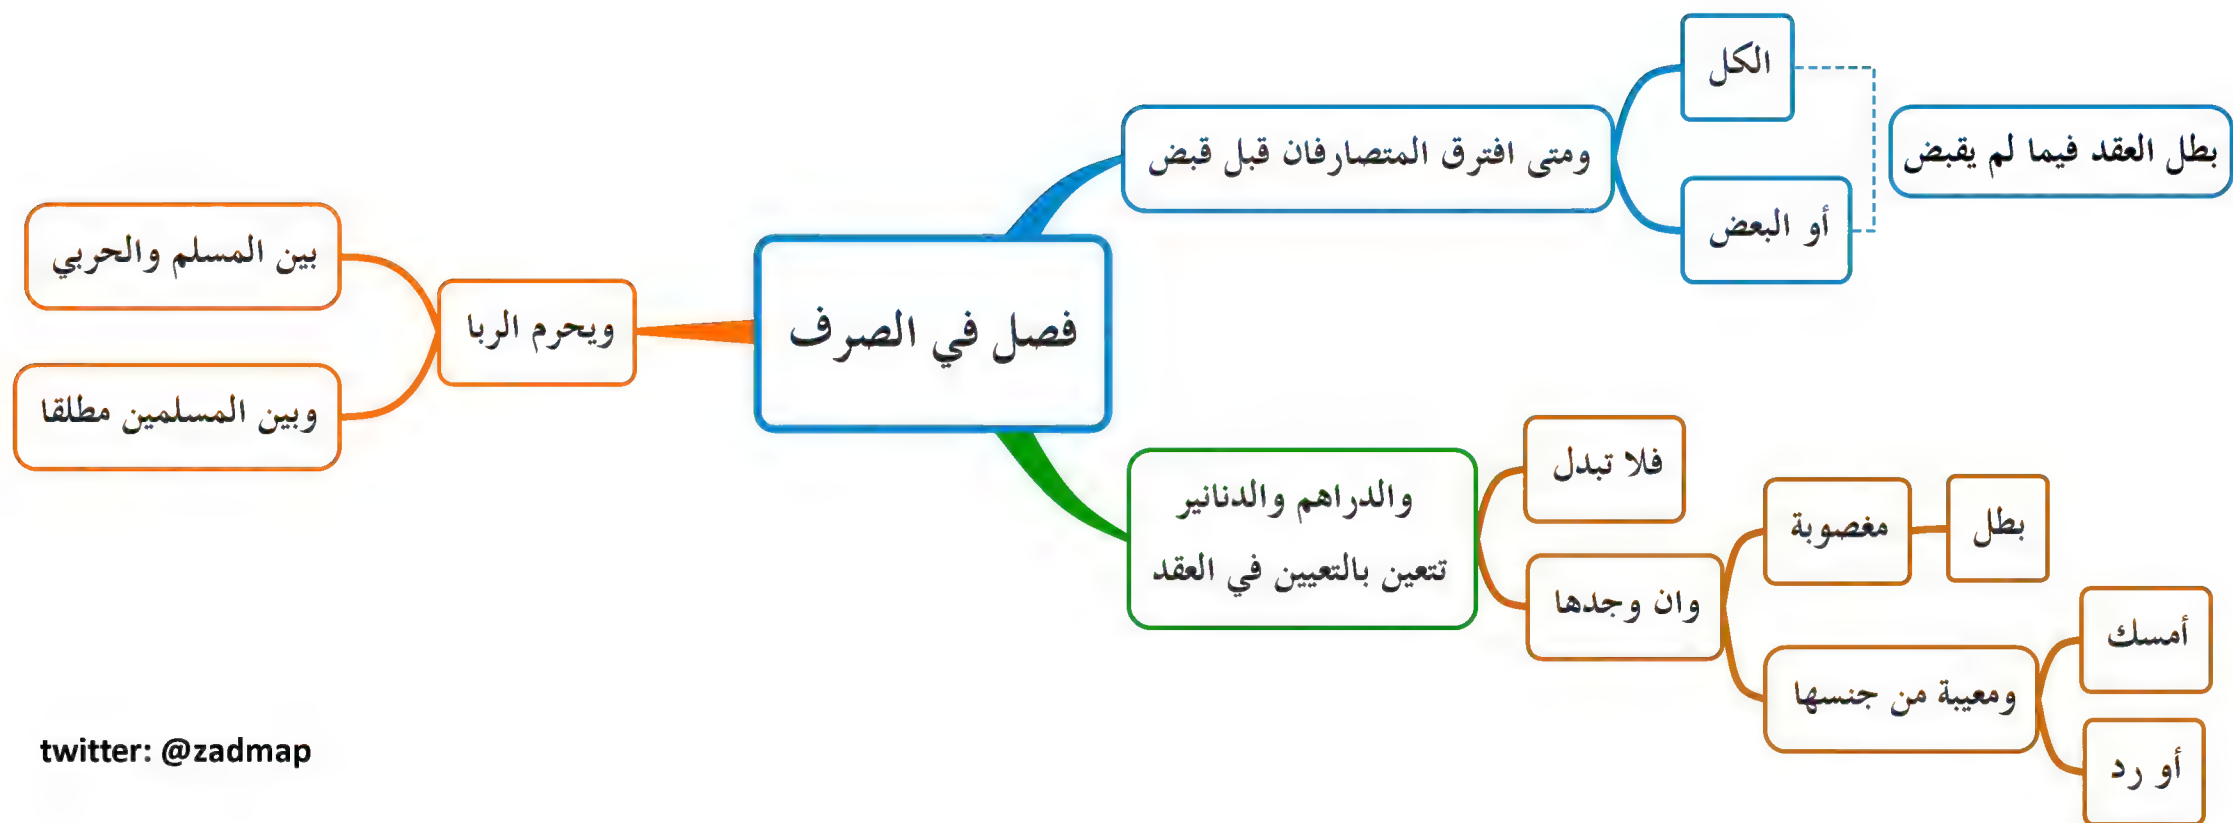 فصل في الصرف
ومتى افترق المتصارفان قبل قبض
الكل
أو البعض
بطل العقد فيما لم يقبض
والدراهم والدنانير
تتعين بالتعيين في العقد
فلا تبدل
وان وجدها
مغصوبة
بطل
ومعيبة من جنسها
أمسك
أو رد
ويحرم الربا
بين المسلم والحربي
وبين المسلمين مطلقا
twitter: @zadmap